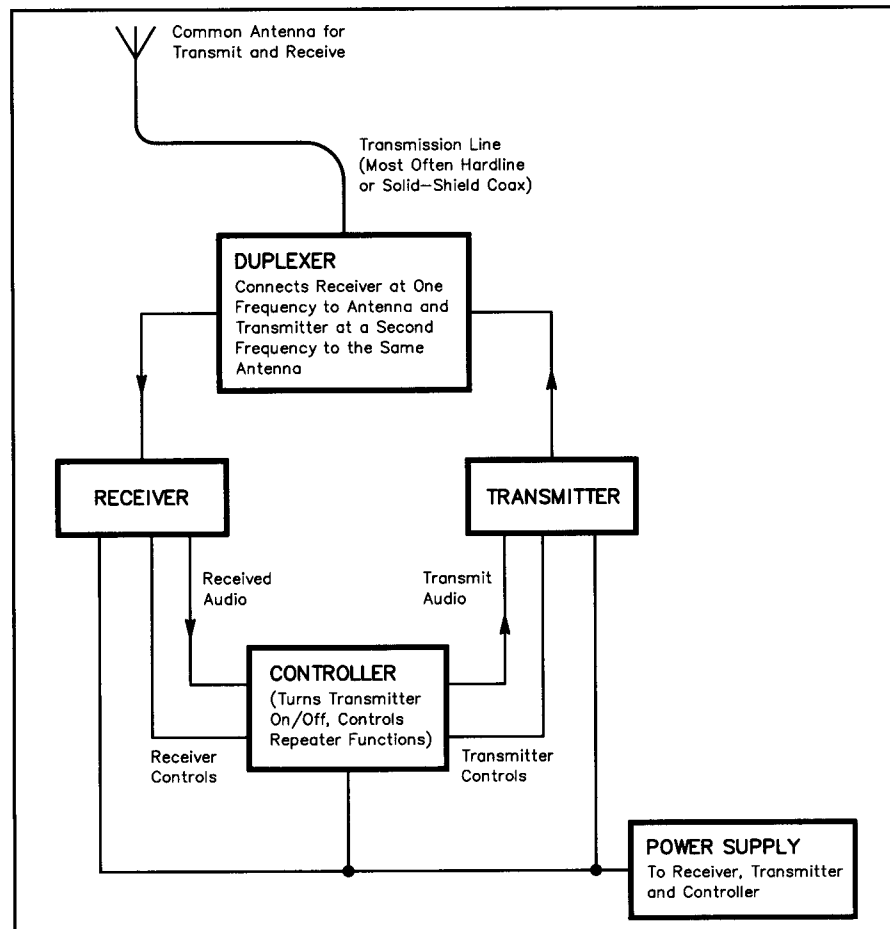 Common Antenna for
Transmit and Receive
Transmission Line
(Most Often Hardline
or Solid-Shield Coax)
DUPLEXER
Connects Receiver at One
Frequency to Antenna and
Transmitter at a Second
Frequency to the Same
Antenna
RECEIVER
TRANSMITTER
Received
Audio
Transmit
Audio
CONTROLLER
(Turns Transmitter
On/Off, Controls
Repeater Functions)
Receiver
Controls
Transmitter
Controls
POWER SUPPLY
To Receiver, Transmitter
and Controller